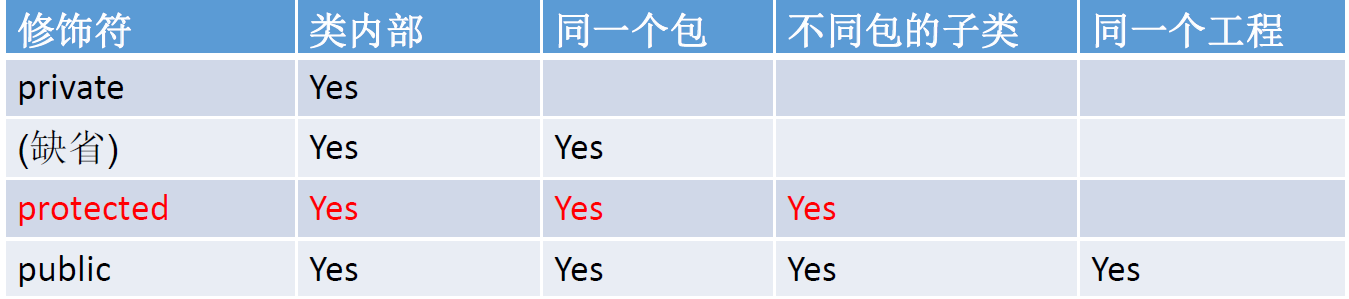 修饰符 类内部 同一个包 不同包的子类 同一个工程
private Yes
(缺省) Yes Yes
protected Yes Yes Yes
public Yes Yes Yes Yes